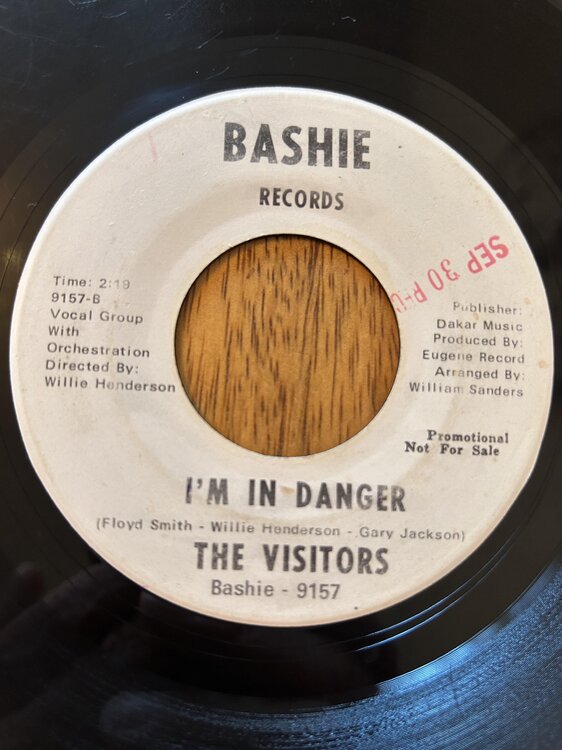 BASHIE
RECORDS
SEP 30
Time: 2:19
9157-B
Vocal Group
With
Orchestration
Directed By:
Willie Henderson
Publisher:
Dakar Music
Produced By:
Eugene Record
Arranged By:
William Sanders
Promotional
Not For Sale
I'M IN DANGER
(Floyd Smith - Willie Henderson - Gary Jackson)
THE VISITORS
Bashie - 9157